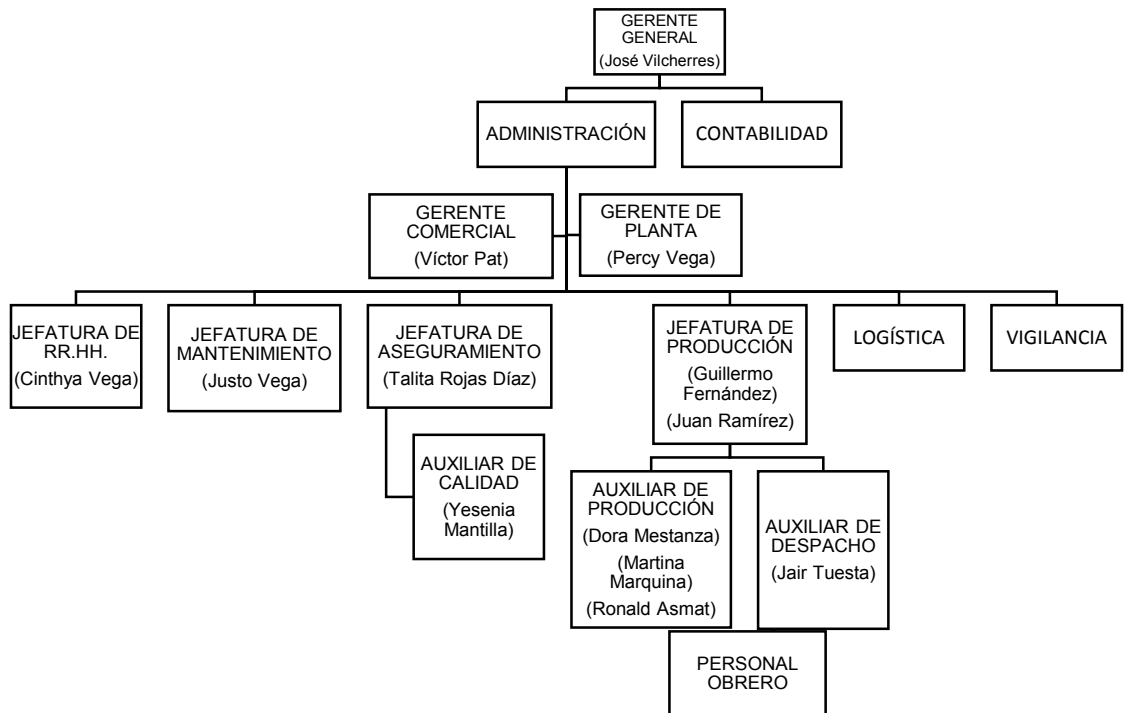 GERENTE
GENERAL
(José Vilcherres)
ADMINISTRACIÓN
CONTABILIDAD
GERENTE
COMERCIAL
(Víctor Pat)
GERENTE DE
PLANTA
(Percy Vega)
JEFATURA DE
RR.HH.
(Cinthya Vega)
JEFATURA DE
MANTENIMIENTO
(Justo Vega)
JEFATURA DE
ASEGURAMIENTO
(Talita Rojas Díaz)
JEFATURA DE
PRODUCCIÓN
(Guillermo
Fernández)
(Juan Ramírez)
LOGÍSTICA
VIGILANCIA
AUXILIAR DE
CALIDAD
(Yesenia
Mantilla)
AUXILIAR DE
PRODUCCIÓN
(Dora Mestanza)
(Martina
Marquina)
(Ronald Asmat)
AUXILIAR DE
DESPACHO
(Jair Tuesta)
PERSONAL
OBRERO